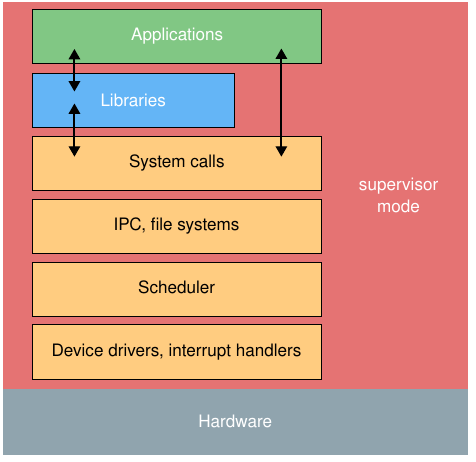 Applications
Libraries
System calls
supervisor
mode
IPC, file systems
Scheduler
Device drivers, interrupt handlers
Hardware